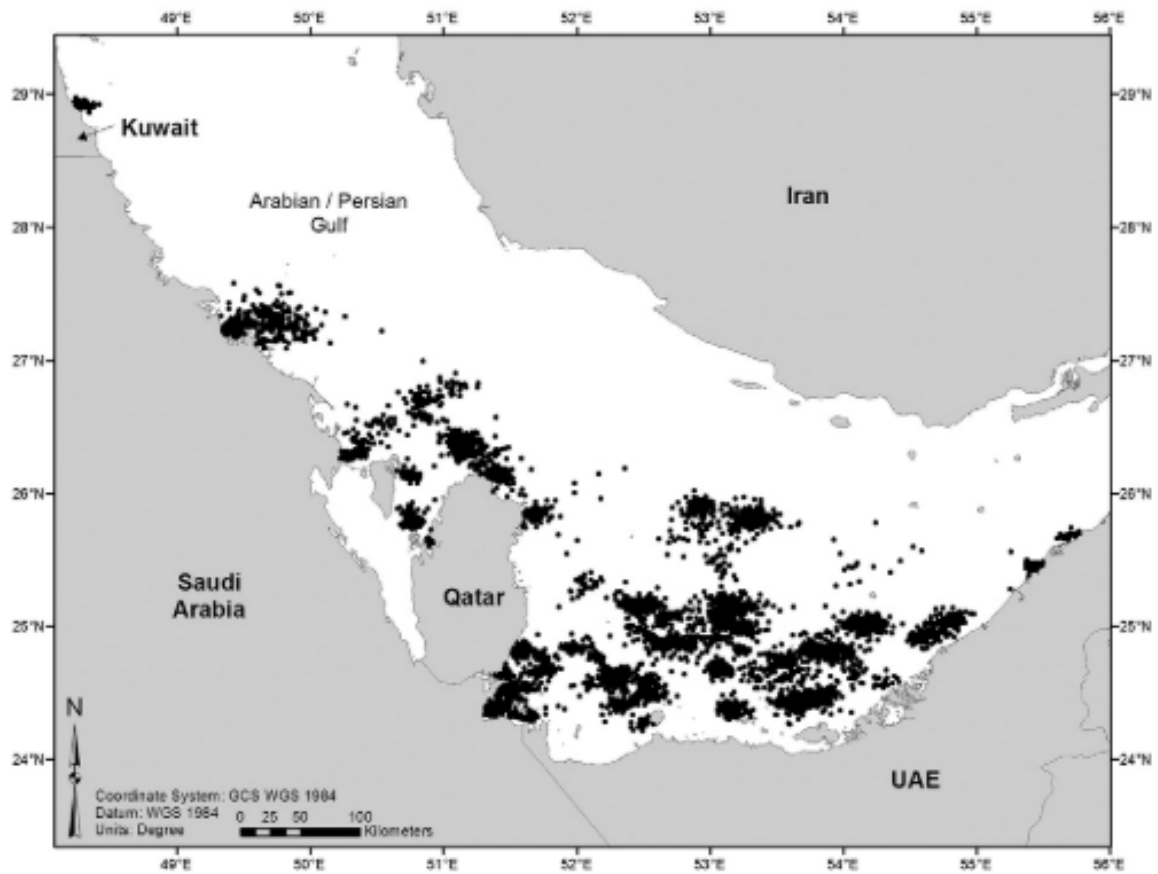 49°E 50°E 51°E 52°E 53°E 54°E 55°E 56°E
29°N 29°N
Kuwait
Iran
Arabian / Persian
Gulf
28°N 28°N
27°N 27°N
26°N 26°N
Saudi
Arabia
Qatar
25°N 25°N
N
24°N 24°N
UAE
Coordinate System: GCS WGS 1984
Datum: WGS 1984
Units: Degree
0 25 50 100
Kilometers
49°E 50°E 51°E 52°E 53°E 54°E 55°E 56°E